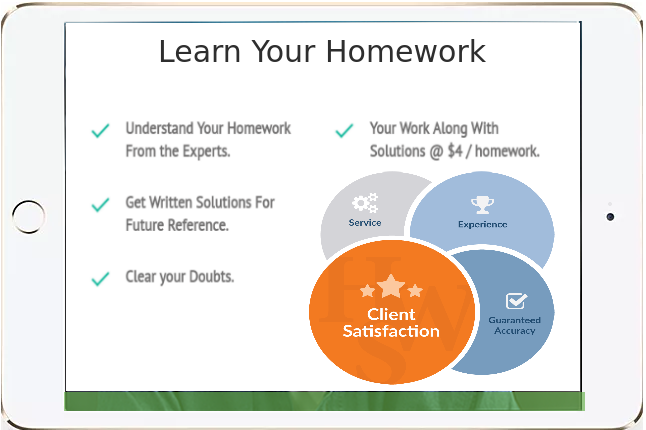 Learn Your Homework
Understand Your Homework
From the Experts.
Get Written Solutions For
Future Reference.
Clear your Doubts.
Your Work Along With
Solutions @ $4 / homework.
Service
Experience
Client
Satisfaction
Guaranteed
Accuracy
HWS